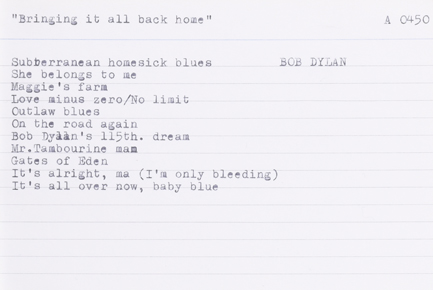 "Bringing it all back home" A 0450
Subterranean homesick blues BOB DYLAN
She belongs to me
Maggie's farm
Love minus zero/No limit
Outlaw blues
On the road again
Bob Dylan's 115th. dream
Mr.Tambourine mam
Gates of Eden
It's alright, ma (I'm only bleeding)
It's all over now, baby blue